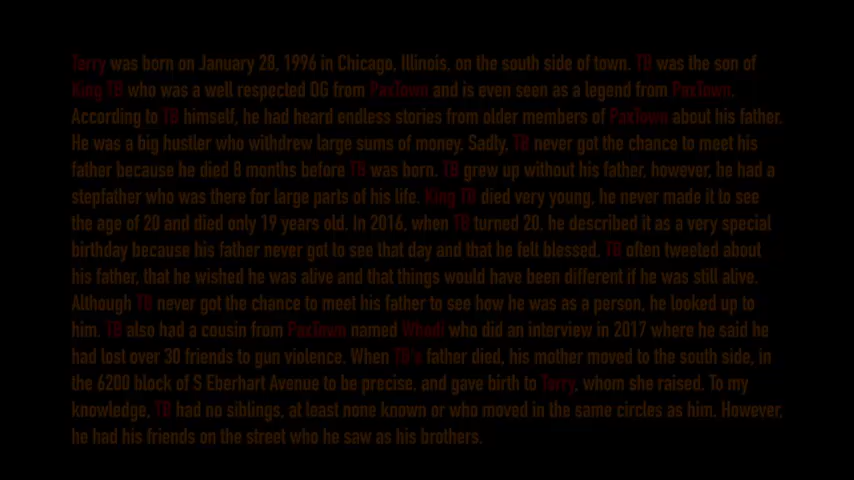 Terry was born on January 28, 1996 in Chicago, Illinois, on the south side of town. TB was the son of
King TB who was a well respected OG from PaxTown and is even seen as a legend from PaxTown.
According to TB himself, he had heard endless stories from older members of PaxTown about his father.
He was a big hustler who withdrew large sums of money. Sadly, TB never got the chance to meet his
father because he died 8 months before TB was born. TB grew up without his father, however, he had a
stepfather who was there for large parts of his life. King TB died very young, he never made it to see
the age of 20 and died only 19 years old. In 2016, when TB turned 20, he described it as a very special
birthday because his father never got to see that day and that he fell blessed. TB often tweeted about
his father, that he wished he was alive and that things would have been different if he was still alive.
Although TB never got the chance to meet his father to see how he was as a person, he looked up to
him. TB also had a cousin from PaxTown named Whodi who did an interview in 2017 where he said he
had lost over 30 friends to gun violence. When TB's father died, his mother moved to the south side, in
the 6200 block of S Eberhart Avenue to be precise, and gave birth to Terry, whom she raised. To my
knowledge, TB had no siblings, at least none known or who moved in the same circles as him. However,
he had his friends on the street who he saw as his brothers.